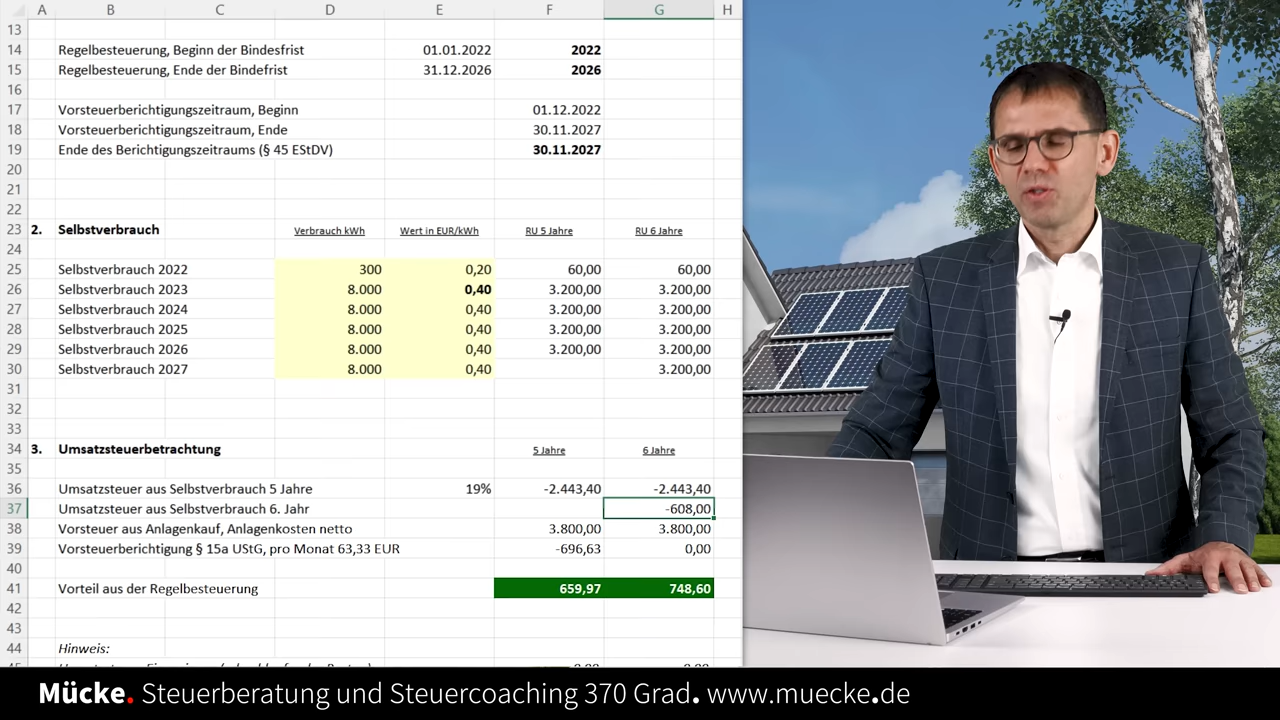 A B C D E F G H
13
14 Regelbesteuerung, Beginn der Bindesfrist 01.01.2022 2022
15 Regelbesteuerung, Ende der Bindefrist 31.12.2026 2026
16
17 Vorsteuerberichtigungszeitraum, Beginn 01.12.2022
18 Vorsteuerberichtigungszeitraum, Ende 30.11.2027
19 Ende des Berichtigungszeitraums (§ 45 EStDV) 30.11.2027
20
21
22
23 2. Selbstverbrauch Verbrauch kWh Wert in EUR/kWh RU 5 Jahre RU 6 Jahre
24
25 Selbstverbrauch 2022 300 0,20 60,00 60,00
26 Selbstverbrauch 2023 8.000 0,40 3.200,00 3.200,00
27 Selbstverbrauch 2024 8.000 0,40 3.200,00 3.200,00
28 Selbstverbrauch 2025 8.000 0,40 3.200,00 3.200,00
29 Selbstverbrauch 2026 8.000 0,40 3.200,00 3.200,00
30 Selbstverbrauch 2027 8.000 0,40 3.200,00
31
32
33
34 3. Umsatzsteuerbetrachtung 5 Jahre 6 Jahre
35
36 Umsatzsteuer aus Selbstverbrauch 5 Jahre 19% -2.443,40 -2.443,40
37 Umsatzsteuer aus Selbstverbrauch 6. Jahr -608,00
38 Vorsteuer aus Anlagenkauf, Anlagenkosten netto 3.800,00 3.800,00
39 Vorsteuerberichtigung § 15a UStG, pro Monat 63,33 EUR -696,63 0,00
40
41 Vorteil aus der Regelbesteuerung 659,97 748,60
42
43
44 Hinweis:
Mücke. Steuerberatung und Steuercoaching 370 Grad. www.muecke.de